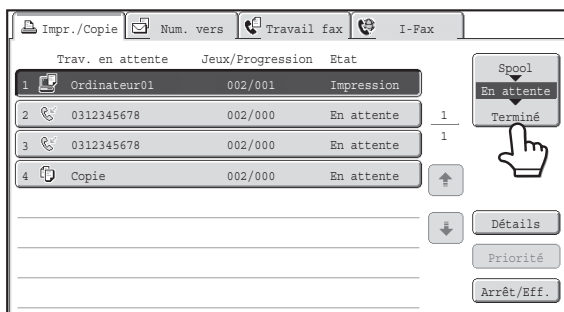 Impr./Copie Num. vers Travail fax I-Fax
Trav. en attente Jeux/Progression Etat
1 Ordinateur01 002/001 Impression
2 0312345678 002/000 En attente
3 0312345678 002/000 En attente
4 Copie 002/000 En attente
1
1
Spool
En attente
Terminé
Détails
Priorité
Arrêt/Eff.